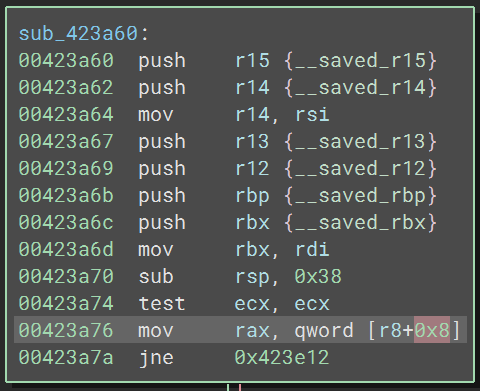 sub_423a60:
00423a60 push r15 {__saved_r15}
00423a62 push r14 {__saved_r14}
00423a64 mov r14, rsi
00423a67 push r13 {__saved_r13}
00423a69 push r12 {__saved_r12}
00423a6b push rbp {__saved_rbp}
00423a6c push rbx {__saved_rbx}
00423a6d mov rbx, rdi
00423a70 sub rsp, 0x38
00423a74 test ecx, ecx
00423a76 mov rax, qword [r8+0x8]
00423a7a jne 0x423e12